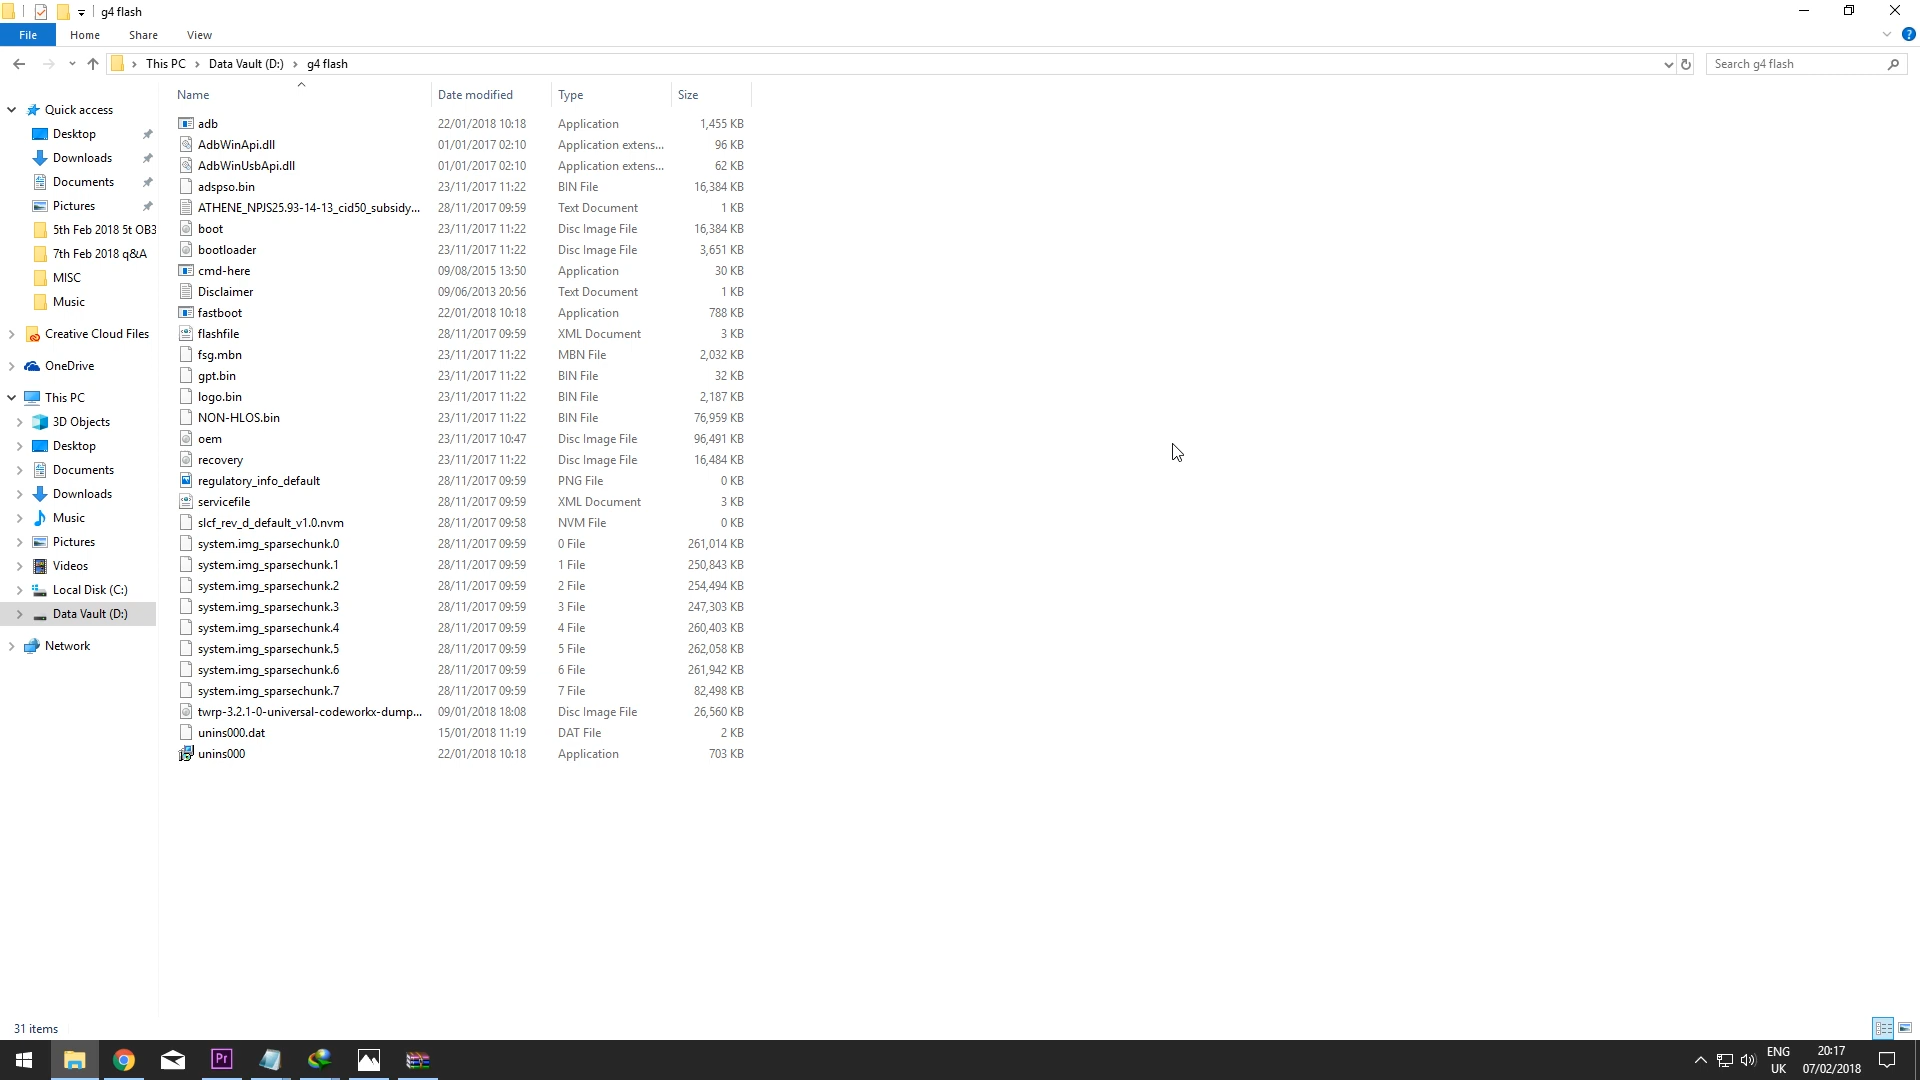 g4 flash
File Home Share View
This PC Data Vault (D:) g4 flash Search g4 flash
Name Date modified Type Size
Quick access
Desktop
Downloads
Documents
Pictures
5th Feb 2018 5t OB3
7th Feb 2018 q&A
MISC
Music
Creative Cloud Files
OneDrive
This PC
3D Objects
Desktop
Documents
Downloads
Music
Pictures
Videos
Local Disk (C:)
Data Vault (D:)
Network
adb 22/01/2018 10:18 Application 1,455 KB
AdbWinApi.dll 01/01/2017 02:10 Application extens... 96 KB
AdbWinUsbApi.dll 01/01/2017 02:10 Application extens... 62 KB
adspso.bin 23/11/2017 11:22 BIN File 16,384 KB
ATHENE_NPJS25.93-14-13_cid50_subsidy... 28/11/2017 09:59 Text Document 1 KB
boot 23/11/2017 11:22 Disc Image File 16,384 KB
bootloader 23/11/2017 11:22 Disc Image File 3,651 KB
cmd-here 09/08/2015 13:50 Application 30 KB
Disclaimer 09/06/2013 20:56 Text Document 1 KB
fastboot 22/01/2018 10:18 Application 788 KB
flashfile 28/11/2017 09:59 XML Document 3 KB
fsg.mbn 23/11/2017 11:22 MBN File 2,032 KB
gpt.bin 23/11/2017 11:22 BIN File 32 KB
logo.bin 23/11/2017 11:22 BIN File 2,187 KB
NON-HLOS.bin 23/11/2017 11:22 BIN File 76,959 KB
oem 23/11/2017 10:47 Disc Image File 96,491 KB
recovery 23/11/2017 11:22 Disc Image File 16,484 KB
regulatory_info_default 28/11/2017 09:59 PNG File 0 KB
servicefile 28/11/2017 09:59 XML Document 3 KB
slcf_rev_d_default_v1.0.nvm 28/11/2017 09:58 NVM File 0 KB
system.img_sparsechunk.0 28/11/2017 09:59 0 File 261,014 KB
system.img_sparsechunk.1 28/11/2017 09:59 1 File 250,843 KB
system.img_sparsechunk.2 28/11/2017 09:59 2 File 254,494 KB
system.img_sparsechunk.3 28/11/2017 09:59 3 File 247,303 KB
system.img_sparsechunk.4 28/11/2017 09:59 4 File 260,403 KB
system.img_sparsechunk.5 28/11/2017 09:59 5 File 262,058 KB
system.img_sparsechunk.6 28/11/2017 09:59 6 File 261,942 KB
system.img_sparsechunk.7 28/11/2017 09:59 7 File 82,498 KB
twrp-3.2.1-0-universal-codeworkx-dump... 09/01/2018 18:08 Disc Image File 26,560 KB
unins000.dat 15/01/2018 11:19 DAT File 2 KB
unins000 22/01/2018 10:18 Application 703 KB
31 items
Pr
ENG 20:17
UK 07/02/2018